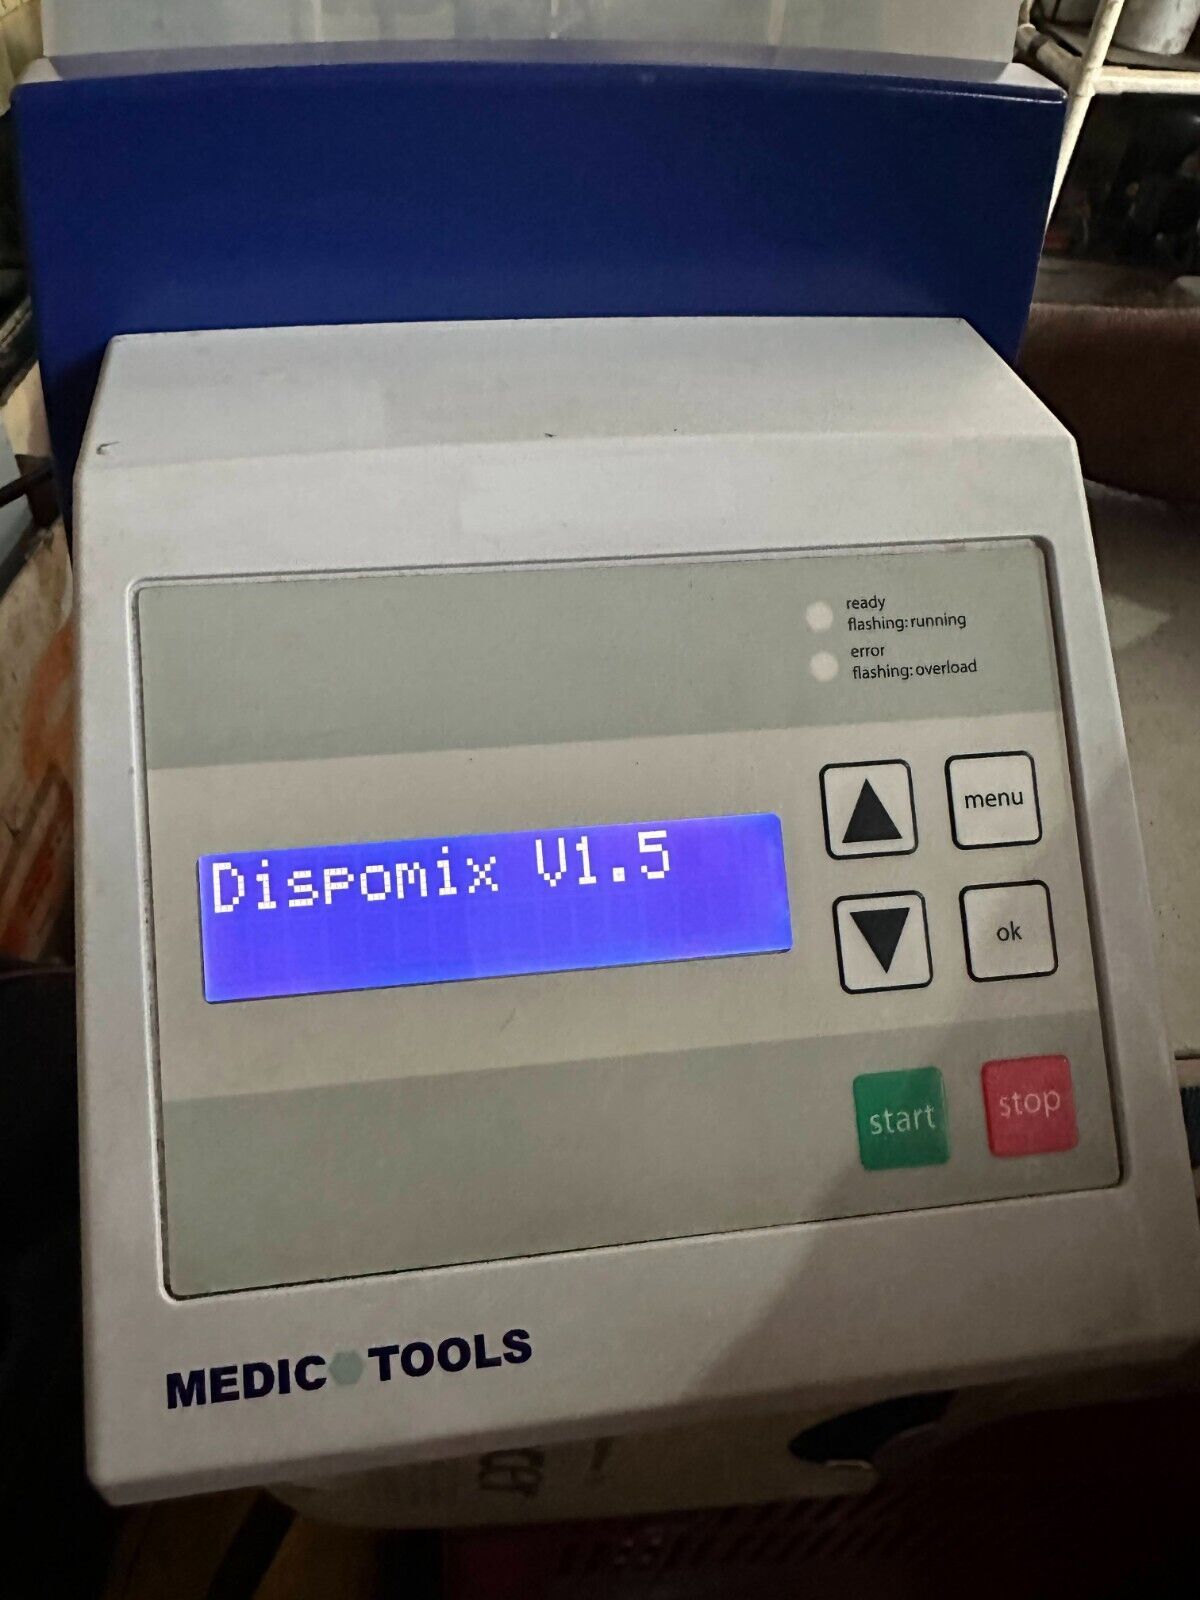 ready
flashing: running
error
flashing: overload
menu
Dispomix V1.5
ok
start
stop
MEDIC TOOLS